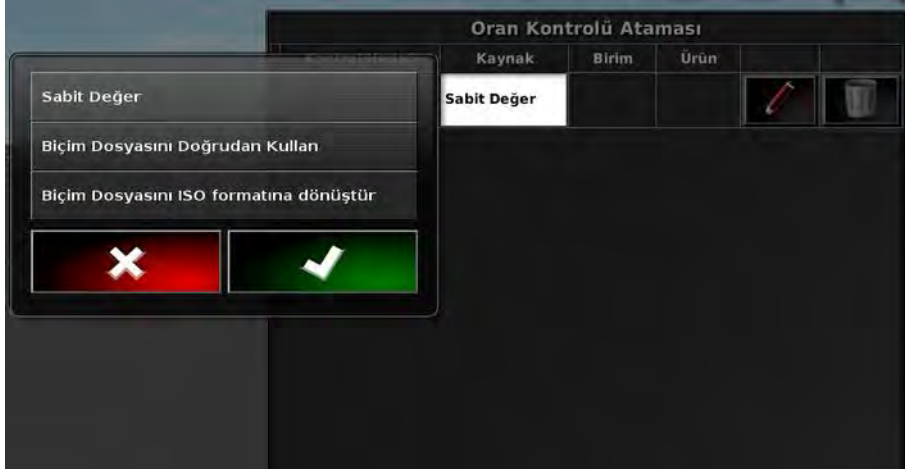 Oran Kontrolü Ataması
Kaynak Birim Ürün
Sabit Değer
Sabit Değer
Biçim Dosyasını Doğrudan Kullan
Biçim Dosyasını ISO formatına dönüştür